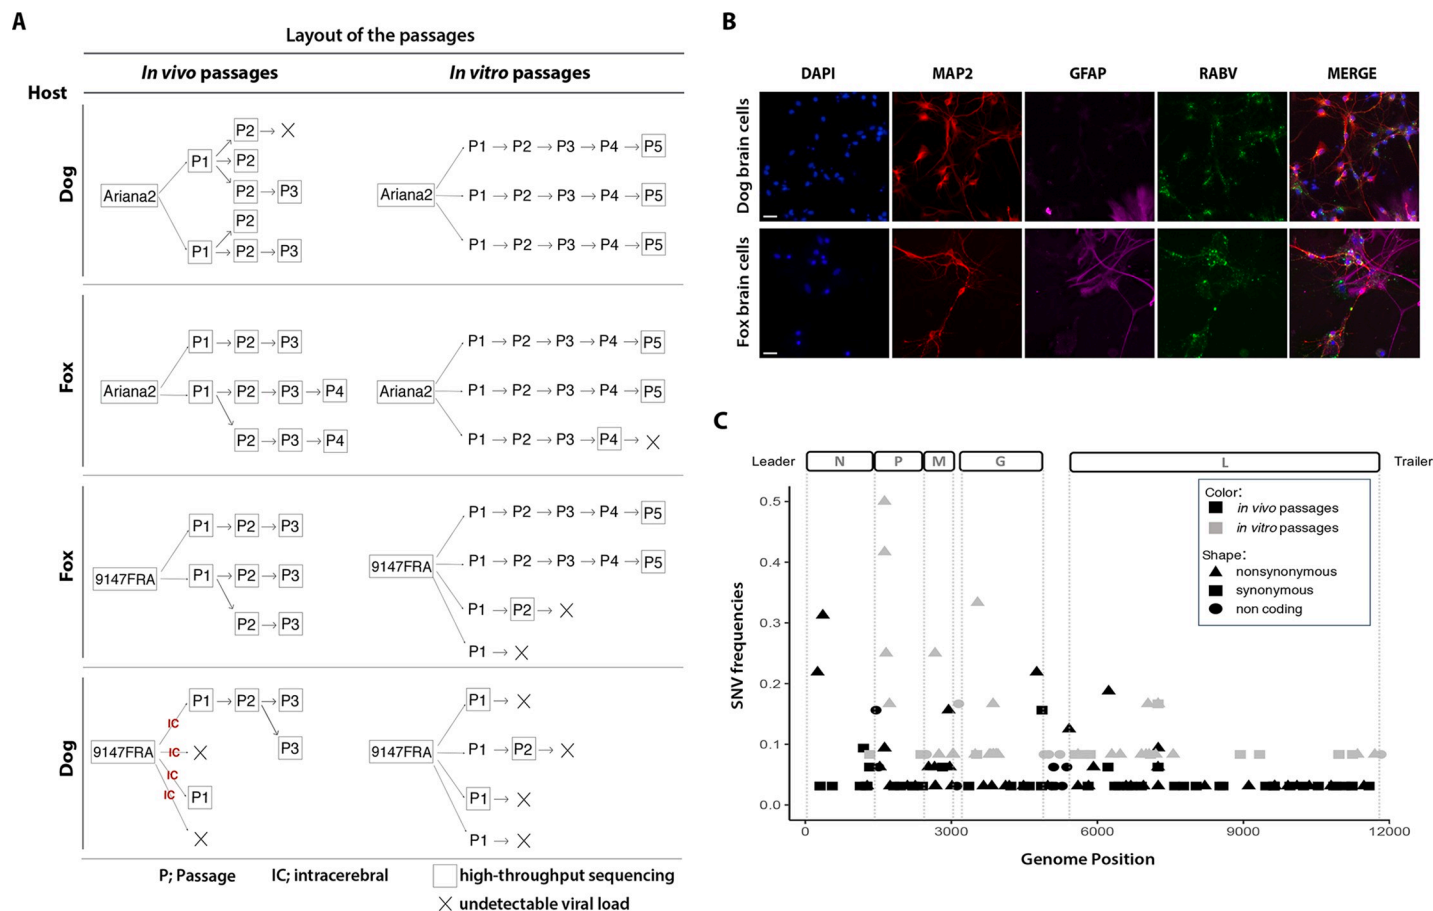 A
Layout of the passages
In vivo passages In vitro passages
Host
Dog
P2 → X
P1 P2
Ariana2 P2 → P3
P2
P1 P2 → P3
Ariana2
P1 → P2 → P3 → P4 → P5
P1 → P2 → P3 → P4 → P5
P1 → P2 → P3 → P4 → P5
Fox
Ariana2
P1 → P2 → P3
P1 → P2 → P3 → P4
P2 → P3 → P4
Ariana2
P1 → P2 → P3 → P4 → P5
P1 → P2 → P3 → P4 → P5
P1 → P2 → P3 → P4 → X
Fox
9147FRA
P1 → P2 → P3
P1 → P2 → P3
P2 → P3
9147FRA
P1 → P2 → P3 → P4 → P5
P1 → P2 → P3 → P4 → P5
P1 → P2 → X
P1 → X
Dog
9147FRA
IC P1 → P2 → P3
P3
IC X
IC P1
IC X
9147FRA
P1 → X
P1 → P2 → X
P1 → X
P1 → X
P; Passage IC; intracerebral high-throughput sequencing
X undetectable viral load
B
DAPI MAP2 GFAP RABV MERGE
Dog brain cells
Fox brain cells
C
Leader N P M G L Trailer
Color:
in vivo passages
in vitro passages
Shape:
nonsynonymous
synonymous
non coding
SNV frequencies
0.5
0.4
0.3
0.2
0.1
0.0
0 3000 6000 9000 12000
Genome Position